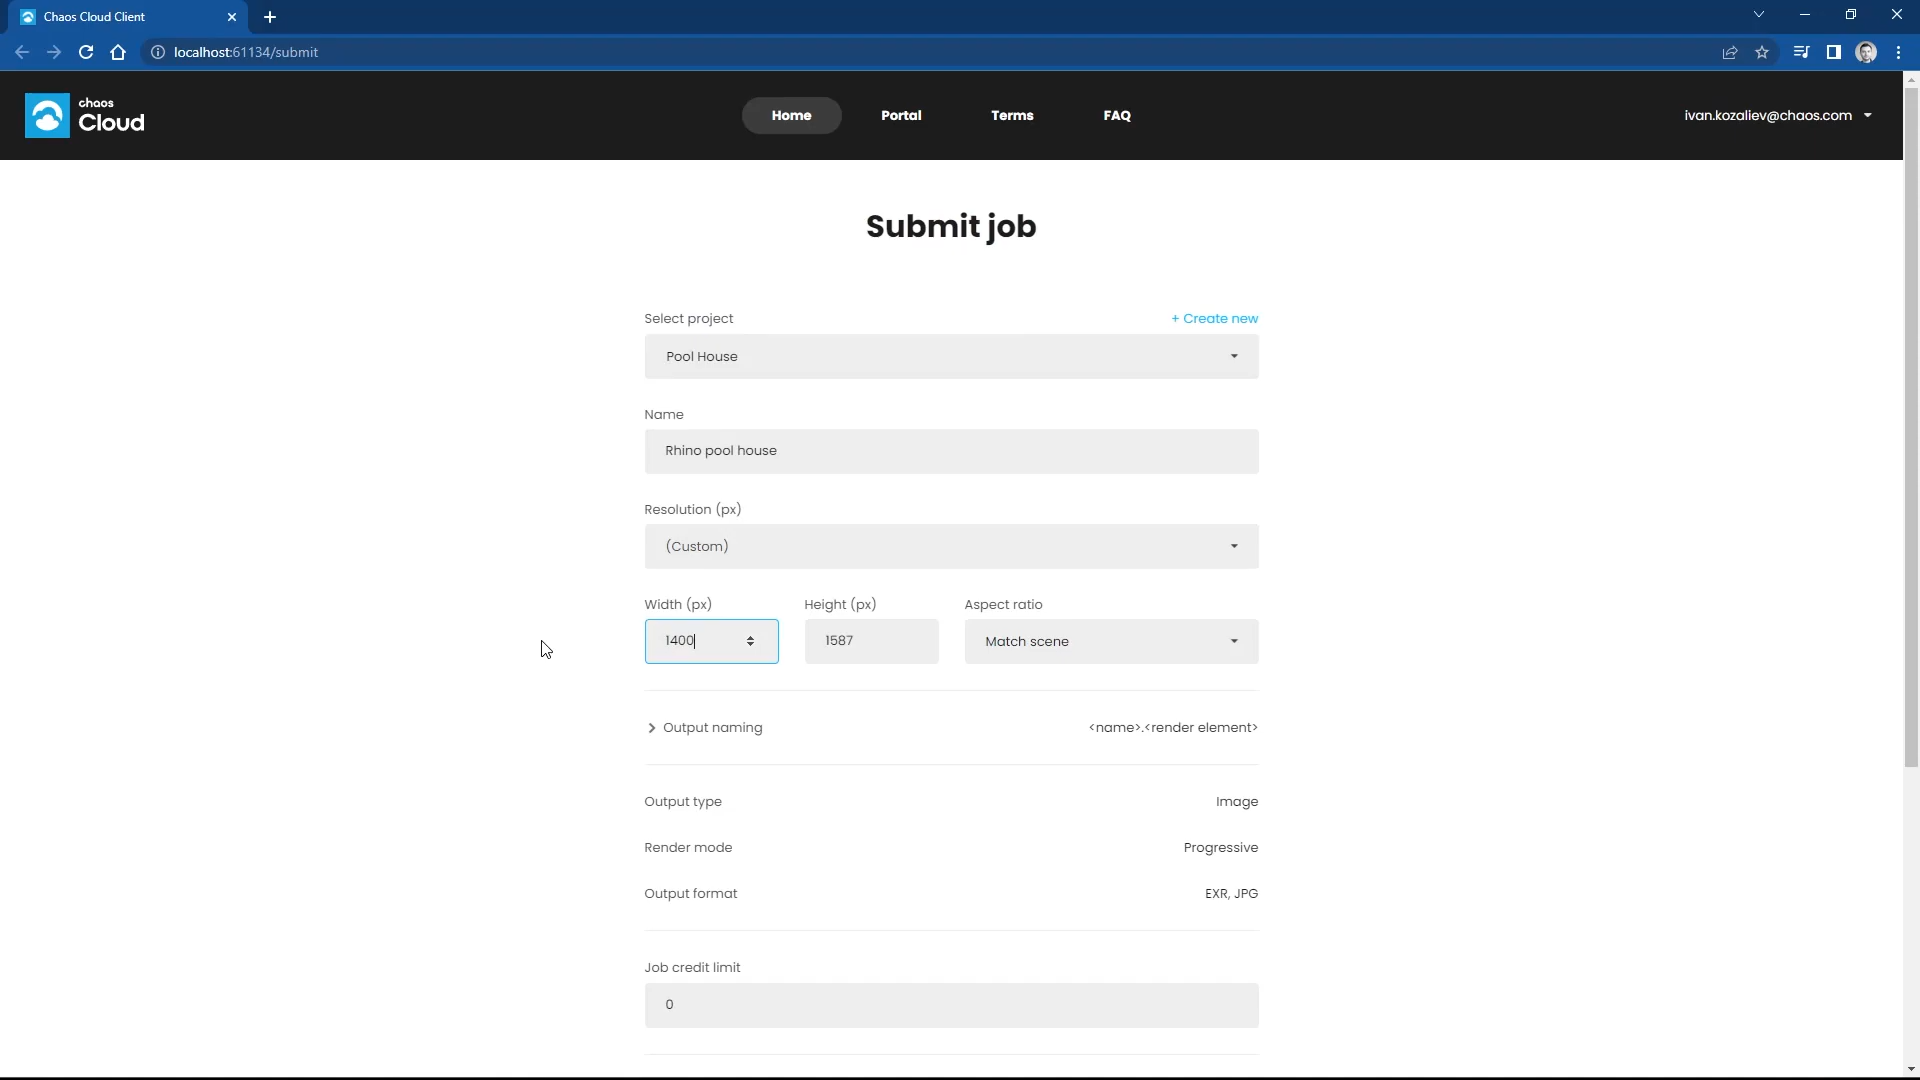 Chaos Cloud Client
localhost:61134/submit
chaos
Cloud
Home
Portal
Terms
FAQ
ivan.kozaliev@chaos.com
Submit job
Select project
+ Create new
Pool House
Name
Rhino pool house
Resolution (px)
(Custom)
Width (px)
Height (px)
Aspect ratio
1400
1587
Match scene
Output naming
<name>.<render element>
Output type
Image
Render mode
Progressive
Output format
EXR, JPG
Job credit limit
0